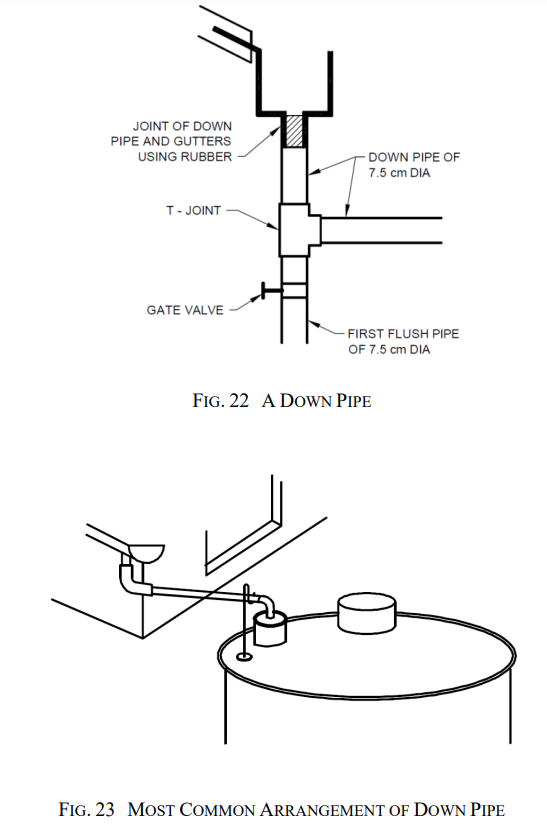 JOINT OF DOWN
PIPE AND GUTTERS
USING RUBBER
DOWN PIPE OF
7.5 cm DIA
T - JOINT
GATE VALVE
FIRST FLUSH PIPE
OF 7.5 cm DIA
FIG. 22 A DOWN PIPE
FIG. 23 MOST COMMON ARRANGEMENT OF DOWN PIPE